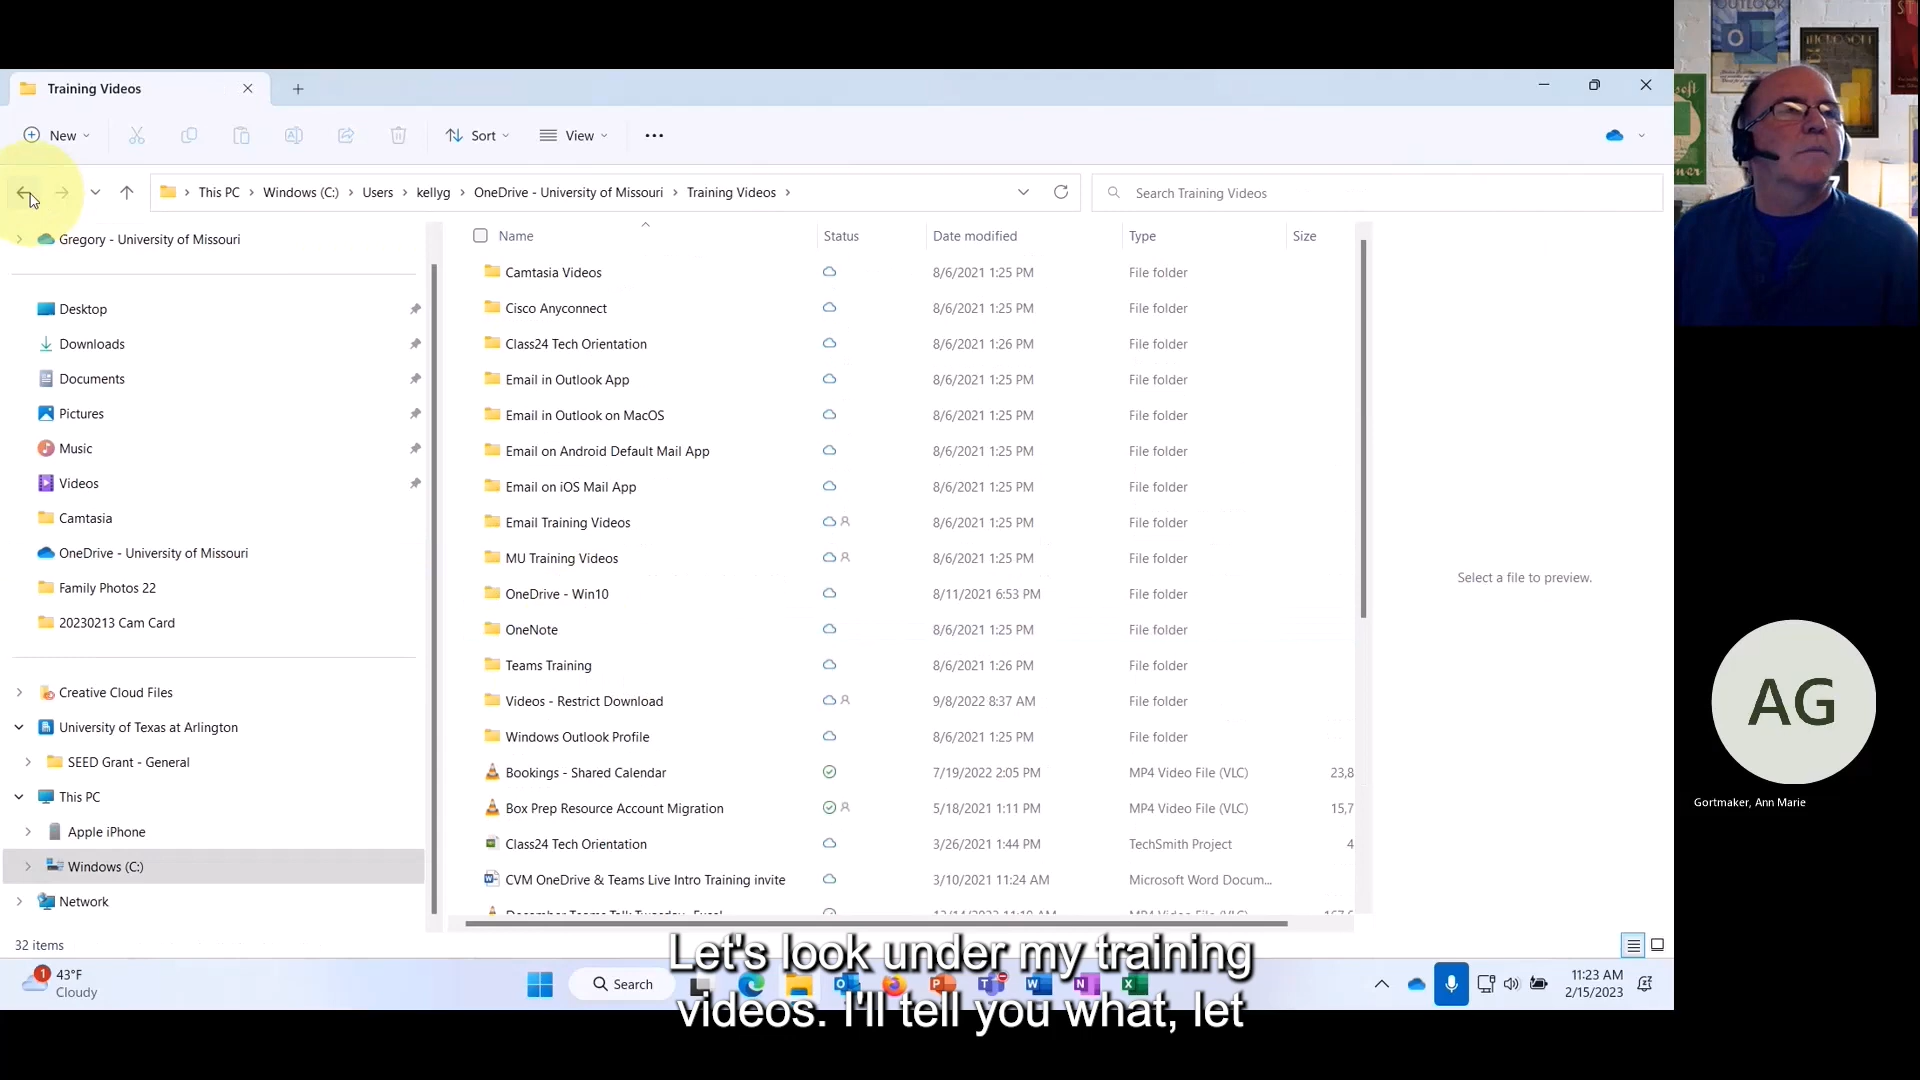 Training Videos
New
Sort
View
This PC
Windows (C:)
Users
kellyg
OneDrive - University of Missouri
Training Videos
Search Training Videos
Gregory - University of Missouri
Desktop
Downloads
Documents
Pictures
Music
Videos
Camtasia
OneDrive - University of Missouri
Family Photos 22
20230213 Cam Card
Creative Cloud Files
University of Texas at Arlington
SEED Grant - General
This PC
Apple iPhone
Windows (C:)
Network
32 items
Name Status Date modified Type Size
Camtasia Videos 8/6/2021 1:25 PM File folder
Cisco Anyconnect 8/6/2021 1:25 PM File folder
Class24 Tech Orientation 8/6/2021 1:26 PM File folder
Email in Outlook App 8/6/2021 1:25 PM File folder
Email in Outlook on MacOS 8/6/2021 1:25 PM File folder
Email on Android Default Mail App 8/6/2021 1:25 PM File folder
Email on iOS Mail App 8/6/2021 1:25 PM File folder
Email Training Videos 8/6/2021 1:25 PM File folder
MU Training Videos 8/6/2021 1:25 PM File folder
OneDrive - Win10 8/11/2021 6:53 PM File folder
OneNote 8/6/2021 1:25 PM File folder
Teams Training 8/6/2021 1:26 PM File folder
Videos - Restrict Download 9/8/2022 8:37 AM File folder
Windows Outlook Profile 8/6/2021 1:25 PM File folder
Bookings - Shared Calendar 7/19/2022 2:05 PM MP4 Video File (VLC) 23,8
Box Prep Resource Account Migration 5/18/2021 1:11 PM MP4 Video File (VLC) 15,7
Class24 Tech Orientation 3/26/2021 1:44 PM TechSmith Project 4
CVM OneDrive & Teams Live Intro Training invite 3/10/2021 11:24 AM Microsoft Word Docum...
Select a file to preview.
OUTLOOK
AG
Gortmaker, Ann Marie
Let's look under my training
videos. I'll tell you what, let
1
43°F
Cloudy
Search
11:23 AM
2/15/2023